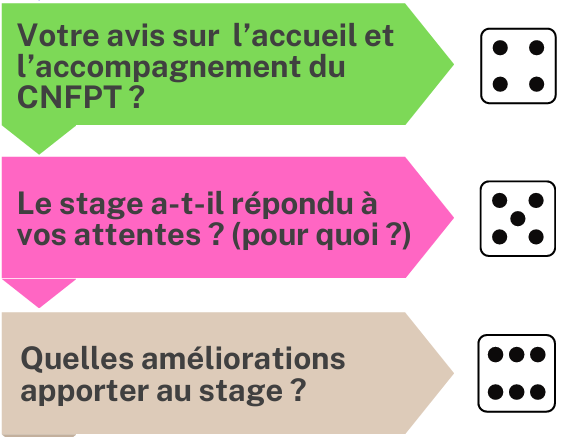 Votre avis sur  l’accueil et
l’accompagnement du
CNFPT ?
Le stage a-t-il répondu à
vos attentes ? (pour quoi ?)
Quelles améliorations
apporter au stage ?